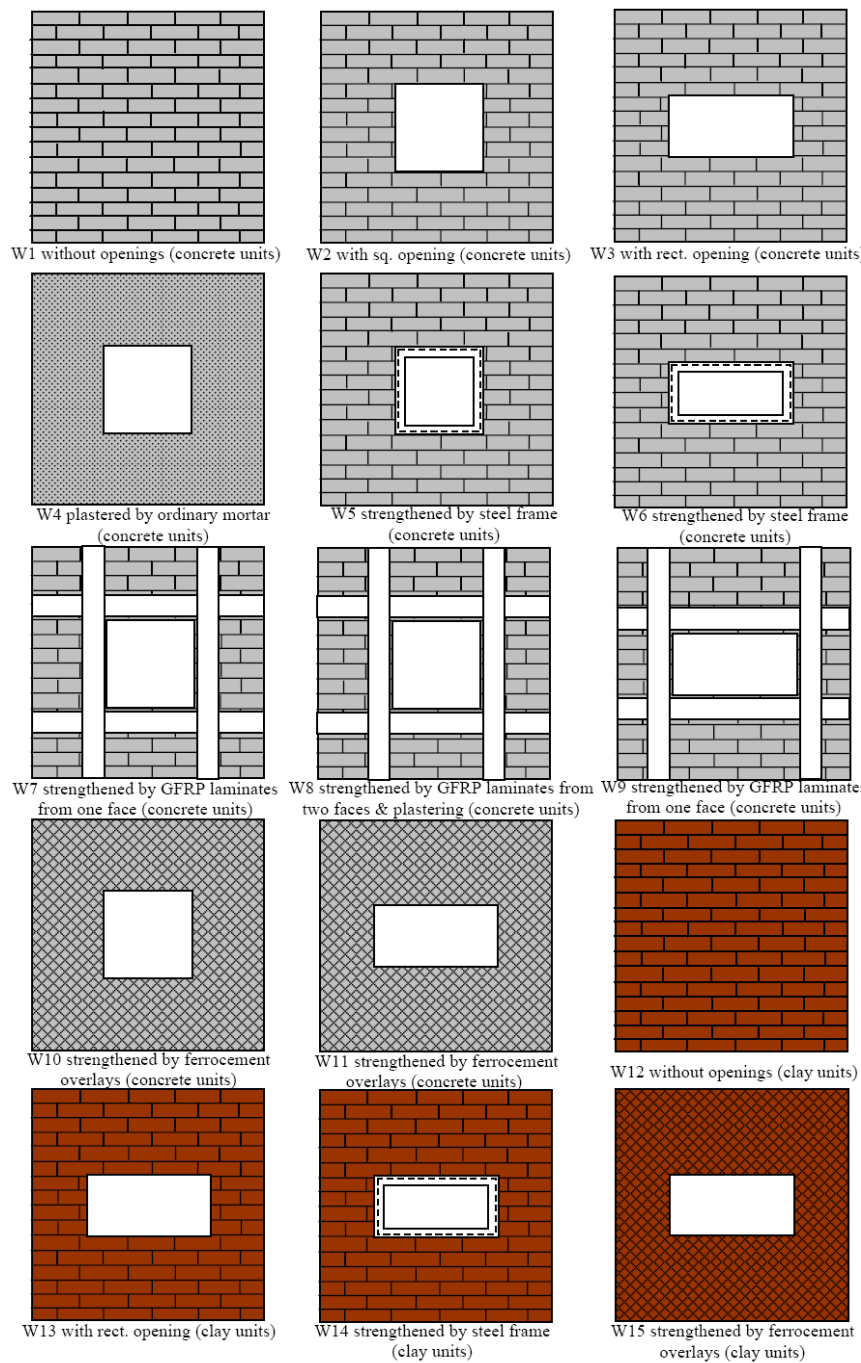 W1 without openings (concrete units)
W2 with sq. opening (concrete units)
W3 with rect. opening (concrete units)
W4 plastered by ordinary mortar
(concrete units)
W5 strengthened by steel frame
(concrete units)
W6 strengthened by steel frame
(concrete units)
W7 strengthened by GFRP laminates
from one face (concrete units)
W8 strengthened by GFRP laminates from
two faces & plastering (concrete units)
W9 strengthened by GFRP laminates
from one face (concrete units)
W10 strengthened by ferrocement
overlays (concrete units)
W11 strengthened by ferrocement
overlays (concrete units)
W12 without openings (clay units)
W13 with rect. opening (clay units)
W14 strengthened by steel frame
(clay units)
W15 strengthened by ferrocement
overlays (clay units)